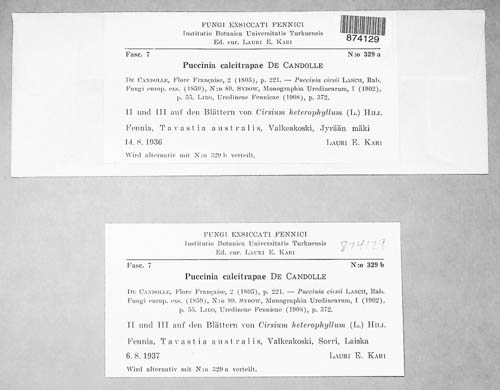 FUNGI EXSICCATI FENNICI
Institutio Botanica Universitatis Turkuensis
Ed. cur. LAURI E. KARI
874129
Fasc. 7 N:o 329 a
Puccinia calcitrapae DE CANDOLLE
DE CANDOLLE, Flore Française, 2 (1805), p. 221. — Puccinia cirsii LASCH, Rab.
Fungi europ. exs. (1859), N:o 89. SYDOW, Monographia Uredinearum, I (1902),
p. 55. LIRO, Uredineae Fennicae (1908), p. 372.
II und III auf den Blättern von Cirsium heterophyllum (L.) HILL
Fennia, Tavastia australis, Valkeakoski, Jyrään mäki
14. 8. 1936 LAURI E. KARI
Wird alternativ mit N:o 329 b verteilt.
FUNGI EXSICCATI FENNICI
Institutio Botanica Universitatis Turkuensis
Ed. cur. LAURI E. KARI
874129
Fasc. 7 N:o 329 b
Puccinia calcitrapae DE CANDOLLE
DE CANDOLLE, Flore Française, 2 (1805), p. 221. — Puccinia cirsii LASCH, Rab.
Fungi europ. exs. (1859), N:o 89. SYDOW, Monographia Uredinearum, I (1902),
p. 55. LIRO, Uredineae Fennicae (1908), p. 372.
II und III auf den Blättern von Cirsium heterophyllum (L.) HILL
Fennia, Tavastia australis, Valkeakoski, Sorri, Laiska
6. 8. 1937 LAURI E. KARI
Wird alternativ mit N:o 329 a verteilt.